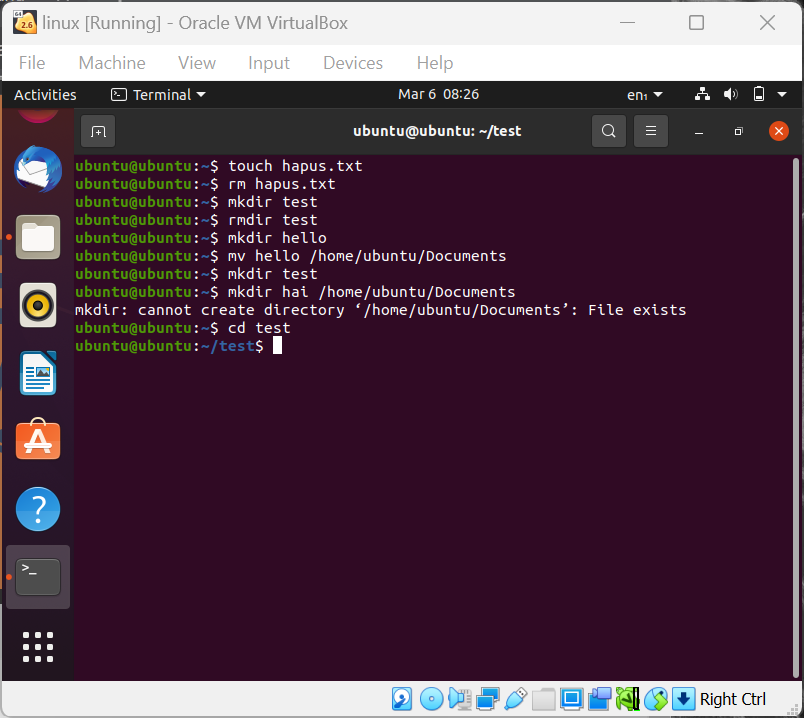 linux [Running] - Oracle VM VirtualBox
File Machine View Input Devices Help
Activities Terminal Mar 6 08:26 en₁
ubuntu@ubuntu: ~/test
ubuntu@ubuntu:~$ touch hapus.txt
ubuntu@ubuntu:~$ rm hapus.txt
ubuntu@ubuntu:~$ mkdir test
ubuntu@ubuntu:~$ rmdir test
ubuntu@ubuntu:~$ mkdir hello
ubuntu@ubuntu:~$ mv hello /home/ubuntu/Documents
ubuntu@ubuntu:~$ mkdir test
ubuntu@ubuntu:~$ mkdir hai /home/ubuntu/Documents
mkdir: cannot create directory ‘/home/ubuntu/Documents’: File exists
ubuntu@ubuntu:~$ cd test
ubuntu@ubuntu:~/test$
Right Ctrl